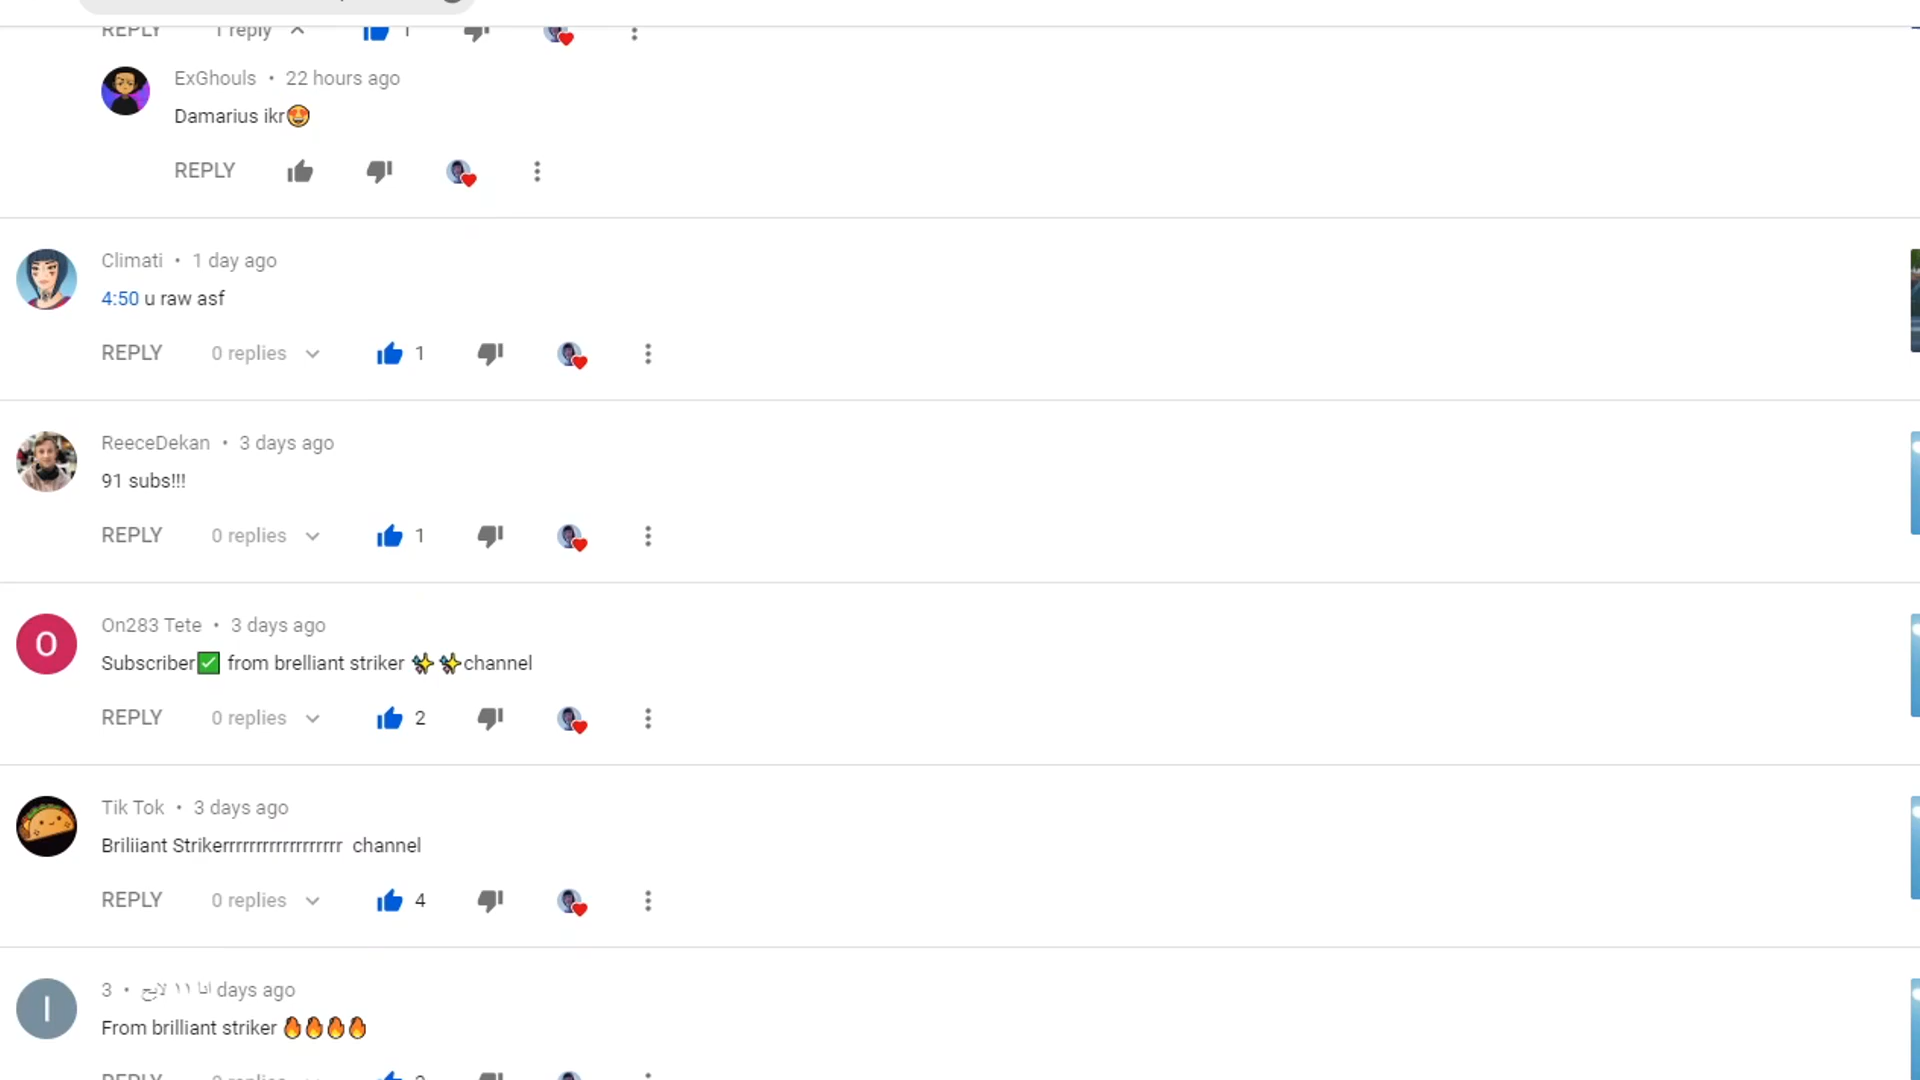 REPLY 1 reply 1
ExGhouls • 22 hours ago
Damarius ikr🤩
REPLY
Climati • 1 day ago
4:50 u raw asf
REPLY 0 replies 1
ReeceDekan • 3 days ago
91 subs!!!
REPLY 0 replies 1
O
On283 Tete • 3 days ago
Subscriber✅ from brelliant striker ✨ ✨channel
REPLY 0 replies 2
Tik Tok • 3 days ago
Briliiant Strikerrrrrrrrrrrrrrrrrrr channel
REPLY 0 replies 4
I
3 • انا ١١ لايح days ago
From brilliant striker 🔥🔥🔥🔥
REPLY 0 replies